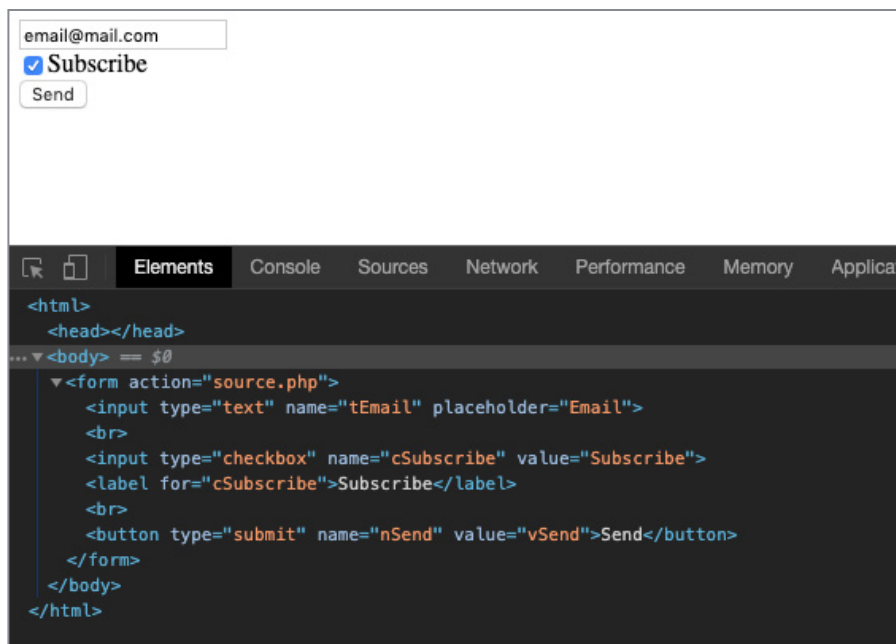 email@mail.com
Subscribe
Send
Elements Console Sources Network Performance Memory Applica
<html>
<head></head>
... ▼<body> == $0
▼<form action="source.php">
<input type="text" name="tEmail" placeholder="Email">
<br>
<input type="checkbox" name="cSubscribe" value="Subscribe">
<label for="cSubscribe">Subscribe</label>
<br>
<button type="submit" name="nSend" value="vSend">Send</button>
</form>
</body>
</html>